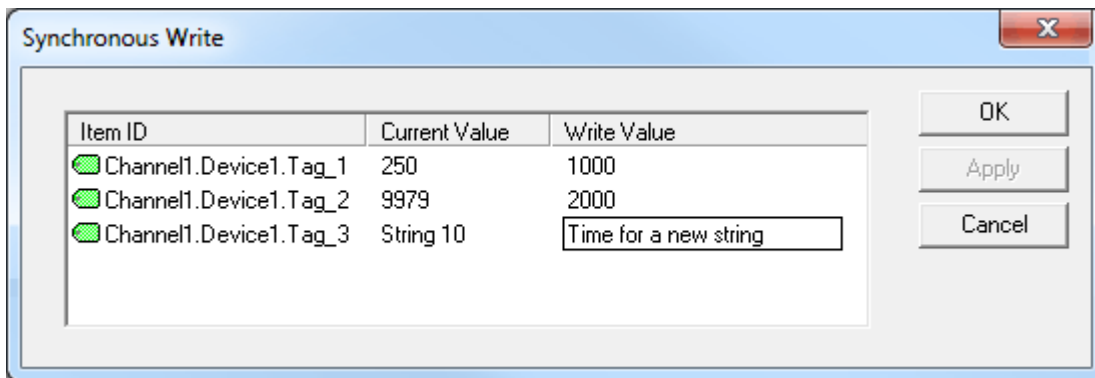 Synchronous Write
Item ID Current Value Write Value
Channel1.Device1.Tag_1 250 1000
Channel1.Device1.Tag_2 9979 2000
Channel1.Device1.Tag_3 String 10 Time for a new string
OK
Apply
Cancel